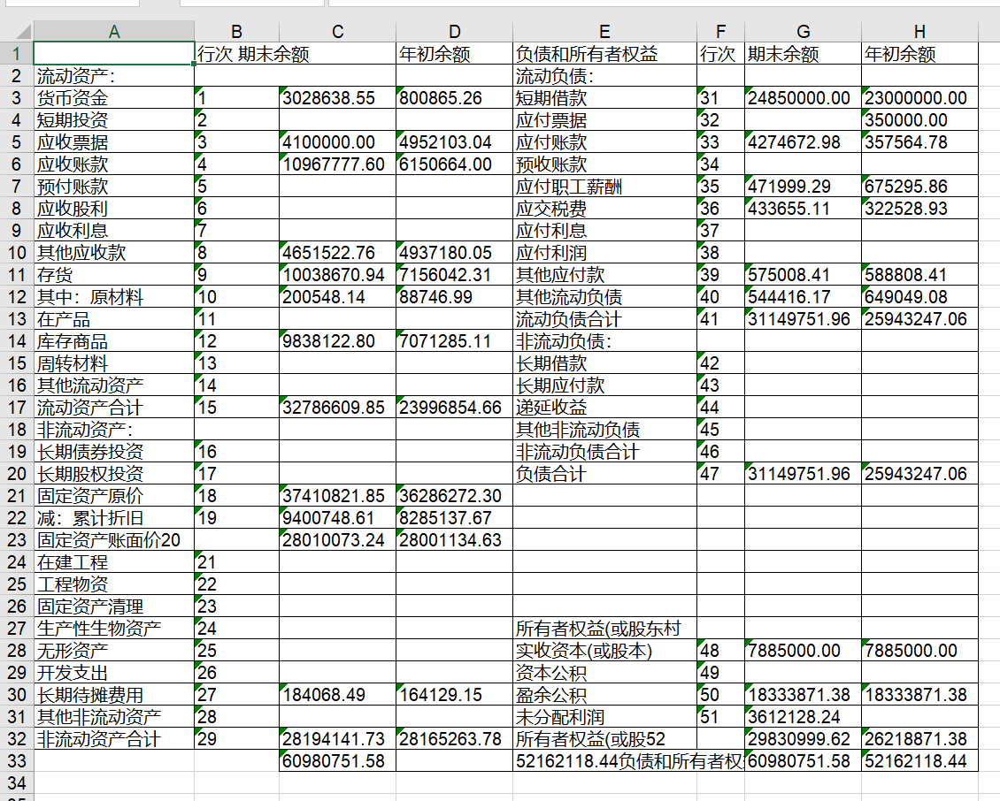 A B C D E F G H
1 行次 期末余额 年初余额 负债和所有者权益 行次 期末余额 年初余额
2 流动资产： 流动负债：
3 货币资金 1 3028638.55 800865.26 短期借款 31 24850000.00 23000000.00
4 短期投资 2 应付票据 32 350000.00
5 应收票据 3 4100000.00 4952103.04 应付账款 33 4274672.98 357564.78
6 应收账款 4 10967777.60 6150664.00 预收账款 34
7 预付账款 5 应付职工薪酬 35 471999.29 675295.86
8 应收股利 6 应交税费 36 433655.11 322528.93
9 应收利息 7 应付利息 37
10 其他应收款 8 4651522.76 4937180.05 应付利润 38
11 存货 9 10038670.94 7156042.31 其他应付款 39 575008.41 588808.41
12 其中：原材料 10 200548.14 88746.99 其他流动负债 40 544416.17 649049.08
13 在产品 11 流动负债合计 41 31149751.96 25943247.06
14 库存商品 12 9838122.80 7071285.11 非流动负债：
15 周转材料 13 长期借款 42
16 其他流动资产 14 长期应付款 43
17 流动资产合计 15 32786609.85 23996854.66 递延收益 44
18 非流动资产： 其他非流动负债 45
19 长期债券投资 16 非流动负债合计 46
20 长期股权投资 17 负债合计 47 31149751.96 25943247.06
21 固定资产原价 18 37410821.85 36286272.30
22 减：累计折旧 19 9400748.61 8285137.67
23 固定资产账面价20 28010073.24 28001134.63
24 在建工程 21
25 工程物资 22
26 固定资产清理 23
27 生产性生物资产 24 所有者权益(或股东村
28 无形资产 25 实收资本(或股本) 48 7885000.00 7885000.00
29 开发支出 26 资本公积 49
30 长期待摊费用 27 184068.49 164129.15 盈余公积 50 18333871.38 18333871.38
31 其他非流动资产 28 未分配利润 51 3612128.24
32 非流动资产合计 29 28194141.73 28165263.78 所有者权益(或股52 29830999.62 26218871.38
33 60980751.58 52162118.44负债和所有者权 60980751.58 52162118.44
34